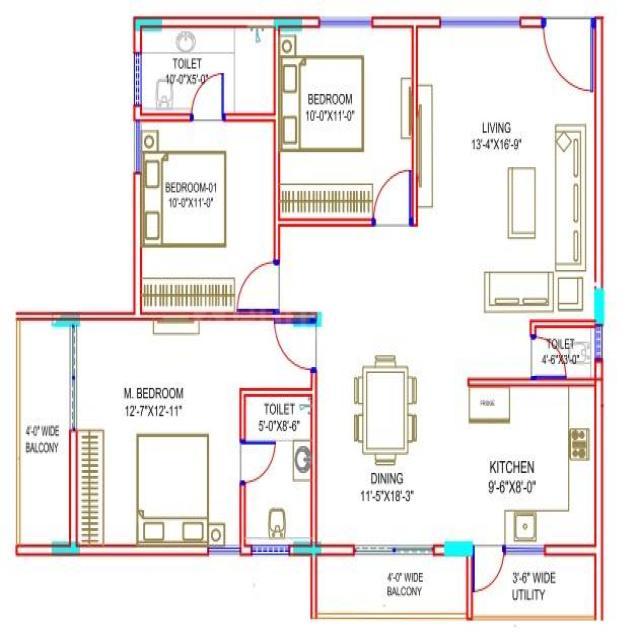 TOILET
10'-0"X5'-0"
BEDROOM
10'-0"X11'-0"
LIVING
13'-4"X16'-9"
BEDROOM-01
10'-0"X11'-0"
TOILET
4'-6"X3'-0"
M. BEDROOM
12'-7"X12'-11"
TOILET
5'-0"X8'-6"
FRIDGE
4'-0" WIDE
BALCONY
DINING
11'-5"X18'-3"
KITCHEN
9'-6"X8'-0"
4'-0" WIDE
BALCONY
3'-6" WIDE
UTILITY